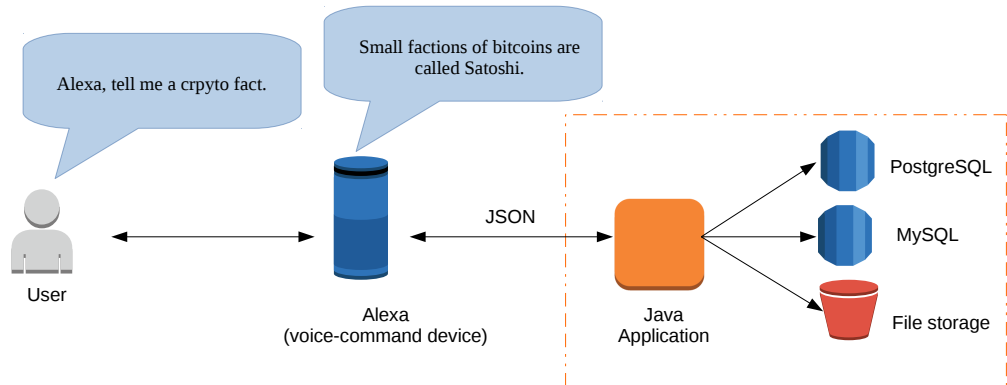 Alexa, tell me a crpyto fact.
Small factions of bitcoins are
called Satoshi.
User
Alexa
(voice-command device)
JSON
Java
Application
PostgreSQL
MySQL
File storage